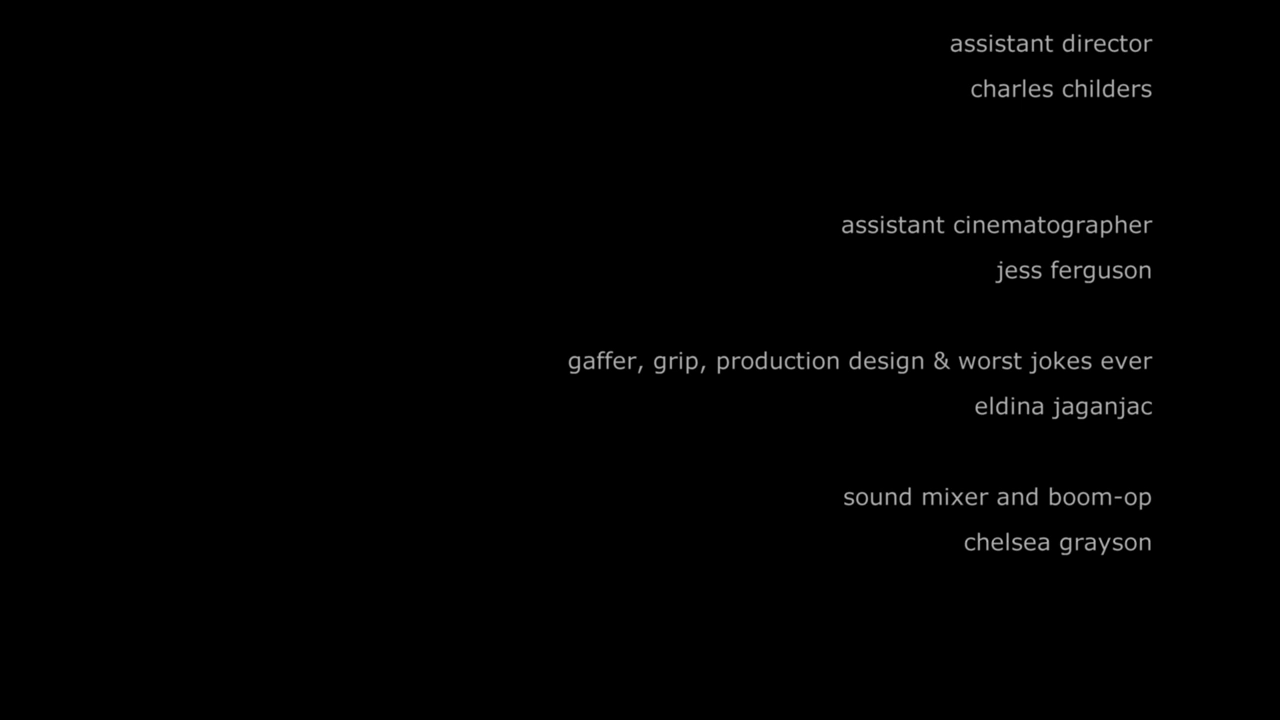 assistant director
charles childers
assistant cinematographer
jess ferguson
gaffer, grip, production design & worst jokes ever
eldina jaganjac
sound mixer and boom-op
chelsea grayson